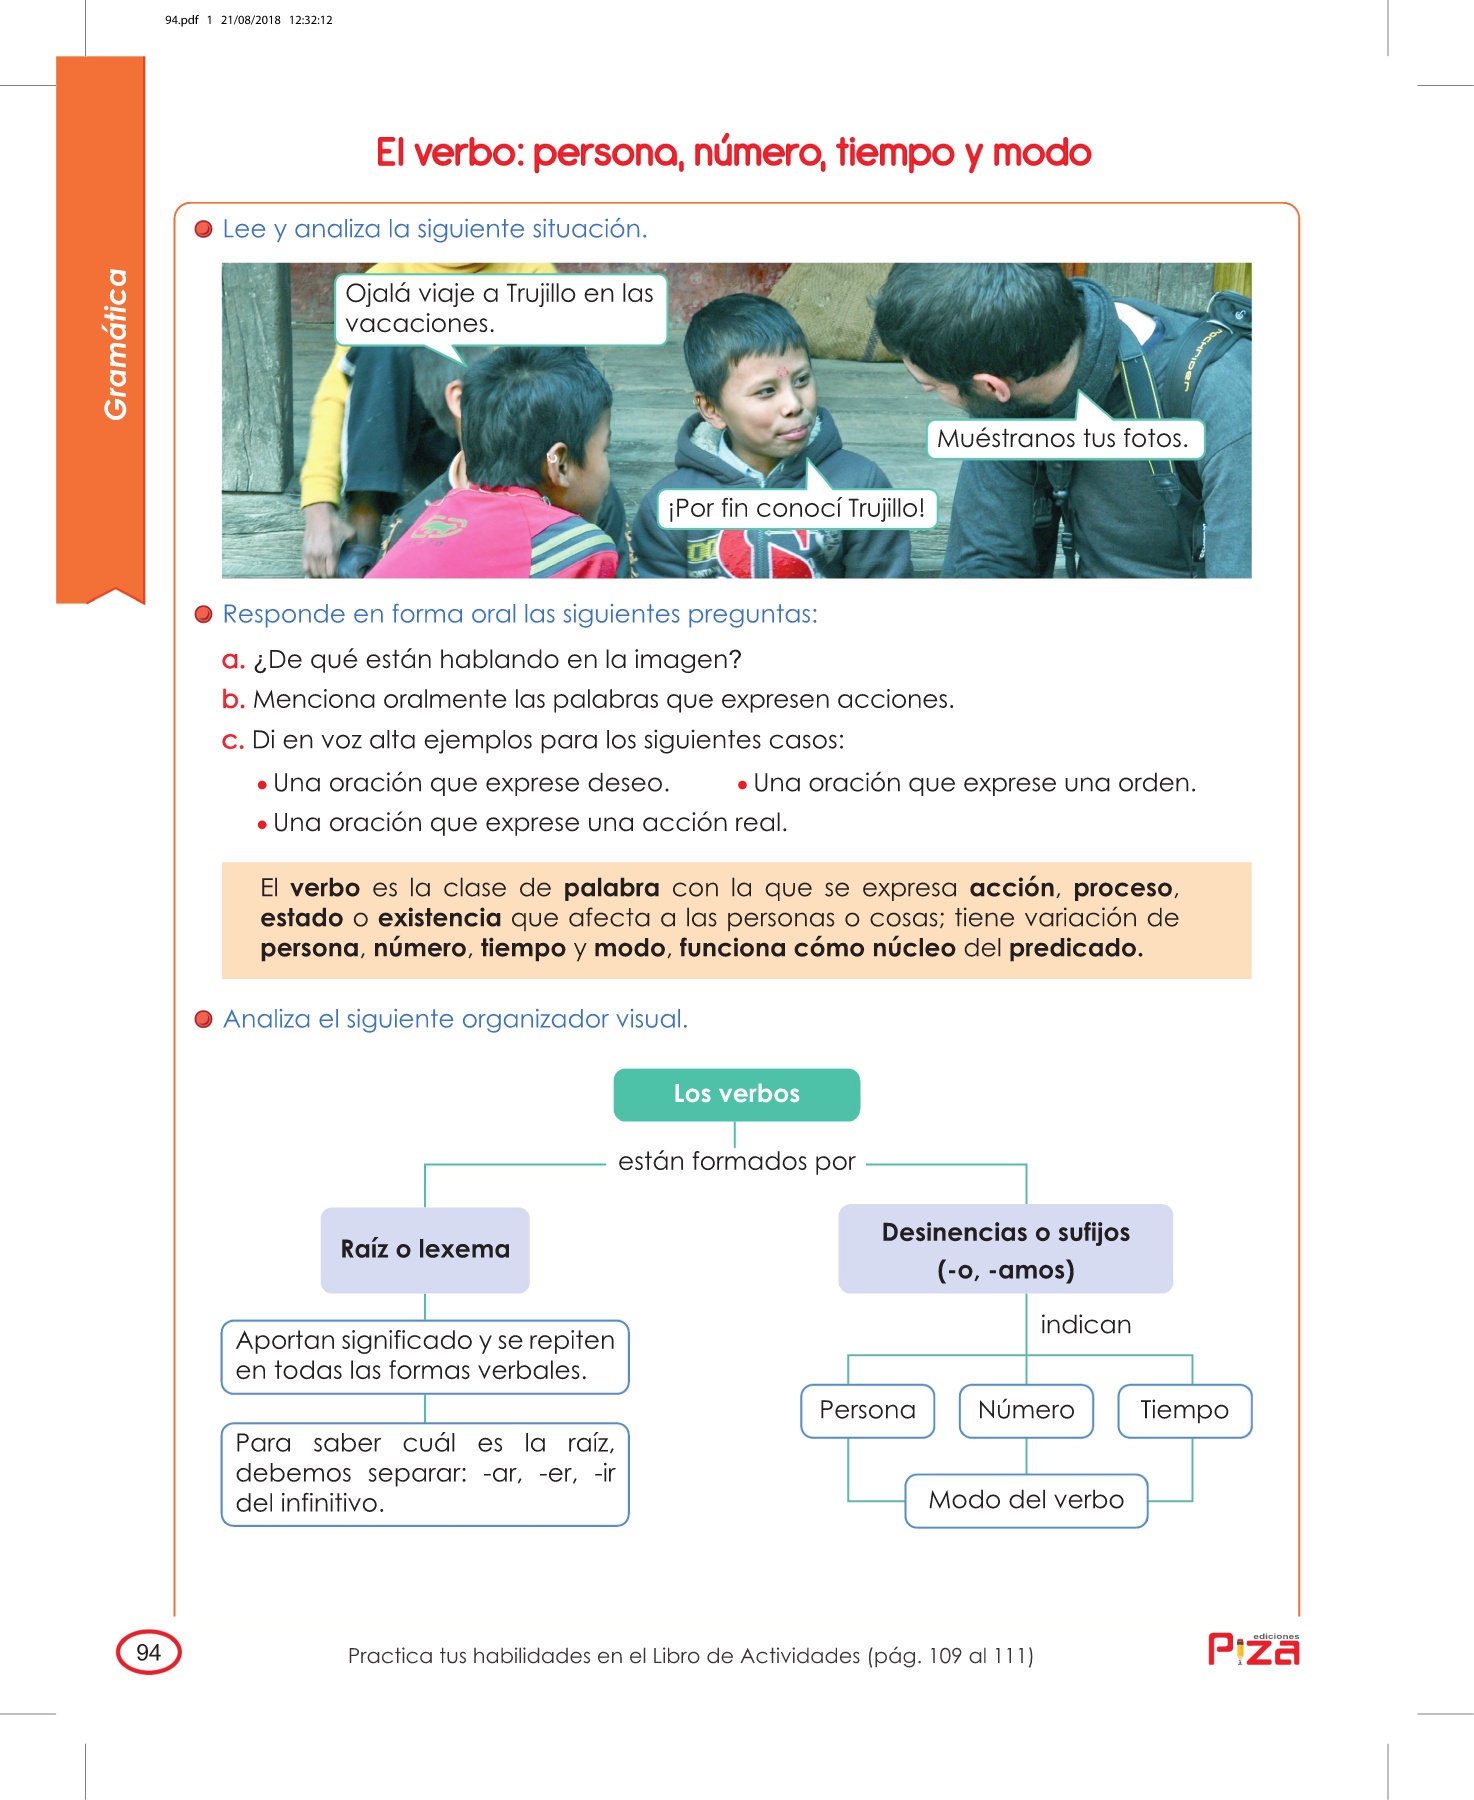 94.pdf 1 21/08/2018 12:32:12
Gramática
El verbo: persona, número, tiempo y modo
Lee y analiza la siguiente situación.
Ojalá viaje a Trujillo en las
vacaciones.
Muéstranos tus fotos.
¡Por fin conocí Trujillo!
Responde en forma oral las siguientes preguntas:
a. ¿De qué están hablando en la imagen?
b. Menciona oralmente las palabras que expresen acciones.
c. Di en voz alta ejemplos para los siguientes casos:
• Una oración que exprese deseo. • Una oración que exprese una orden.
• Una oración que exprese una acción real.
El verbo es la clase de palabra con la que se expresa acción, proceso,
estado o existencia que afecta a las personas o cosas; tiene variación de
persona, número, tiempo y modo, funciona cómo núcleo del predicado.
Analiza el siguiente organizador visual.
Los verbos
están formados por
Raíz o lexema
Aportan significado y se repiten
en todas las formas verbales.
Para saber cuál es la raíz,
debemos separar: -ar, -er, -ir
del infinitivo.
Desinencias o sufijos
(-o, -amos)
indican
Persona Número Tiempo
Modo del verbo
94
Practica tus habilidades en el Libro de Actividades (pág. 109 al 111)
ediciones
Piza